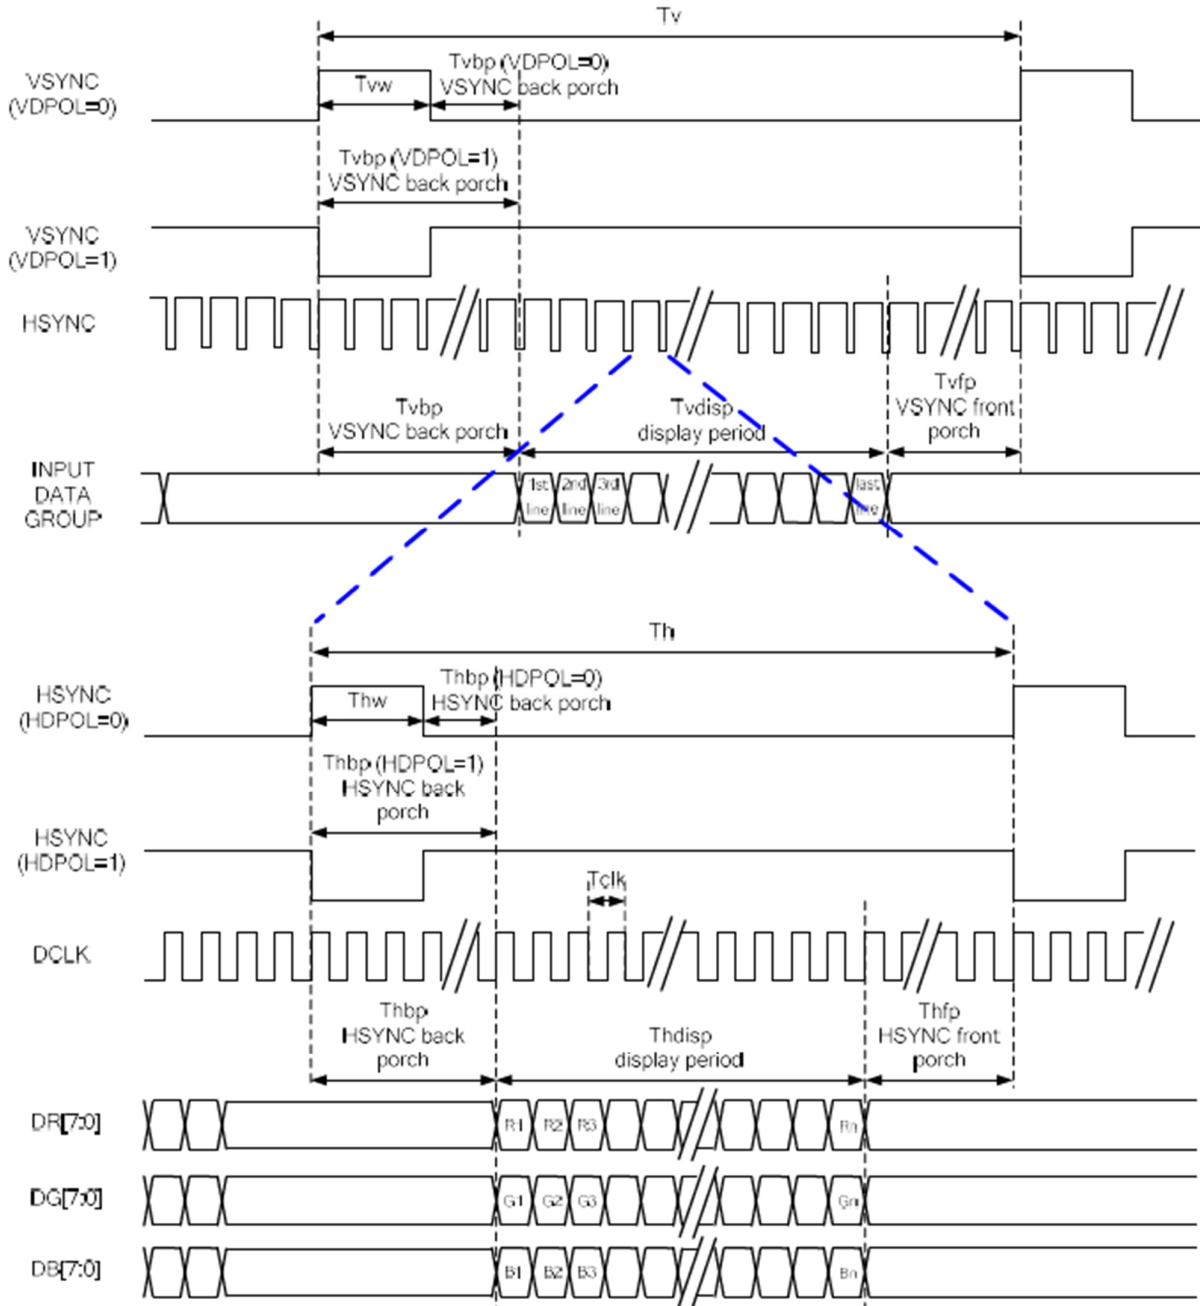 Tv
VSYNC
(VDPOL=0)
Tvw
Tvbp (VDPOL=0)
VSYNC back porch
Tvbp (VDPOL=1)
VSYNC back porch
VSYNC
(VDPOL=1)
HSYNC
Tvbp
VSYNC back porch
Tvdisp
display period
Tvfp
VSYNC front
porch
INPUT
DATA
GROUP
1st
line
2nd
line
3rd
line
last
line
Th
HSYNC
(HDPOL=0)
Thw
Thbp (HDPOL=0)
HSYNC back porch
Thbp (HDPOL=1)
HSYNC back
porch
HSYNC
(HDPOL=1)
Tclk
DCLK
Thbp
HSYNC back
porch
Thdisp
display period
Thfp
HSYNC front
porch
DR[7:0]
R1 R2 R3 Rn
DG[7:0]
G1 G2 G3 Gn
DB[7:0]
B1 B2 B3 Bn